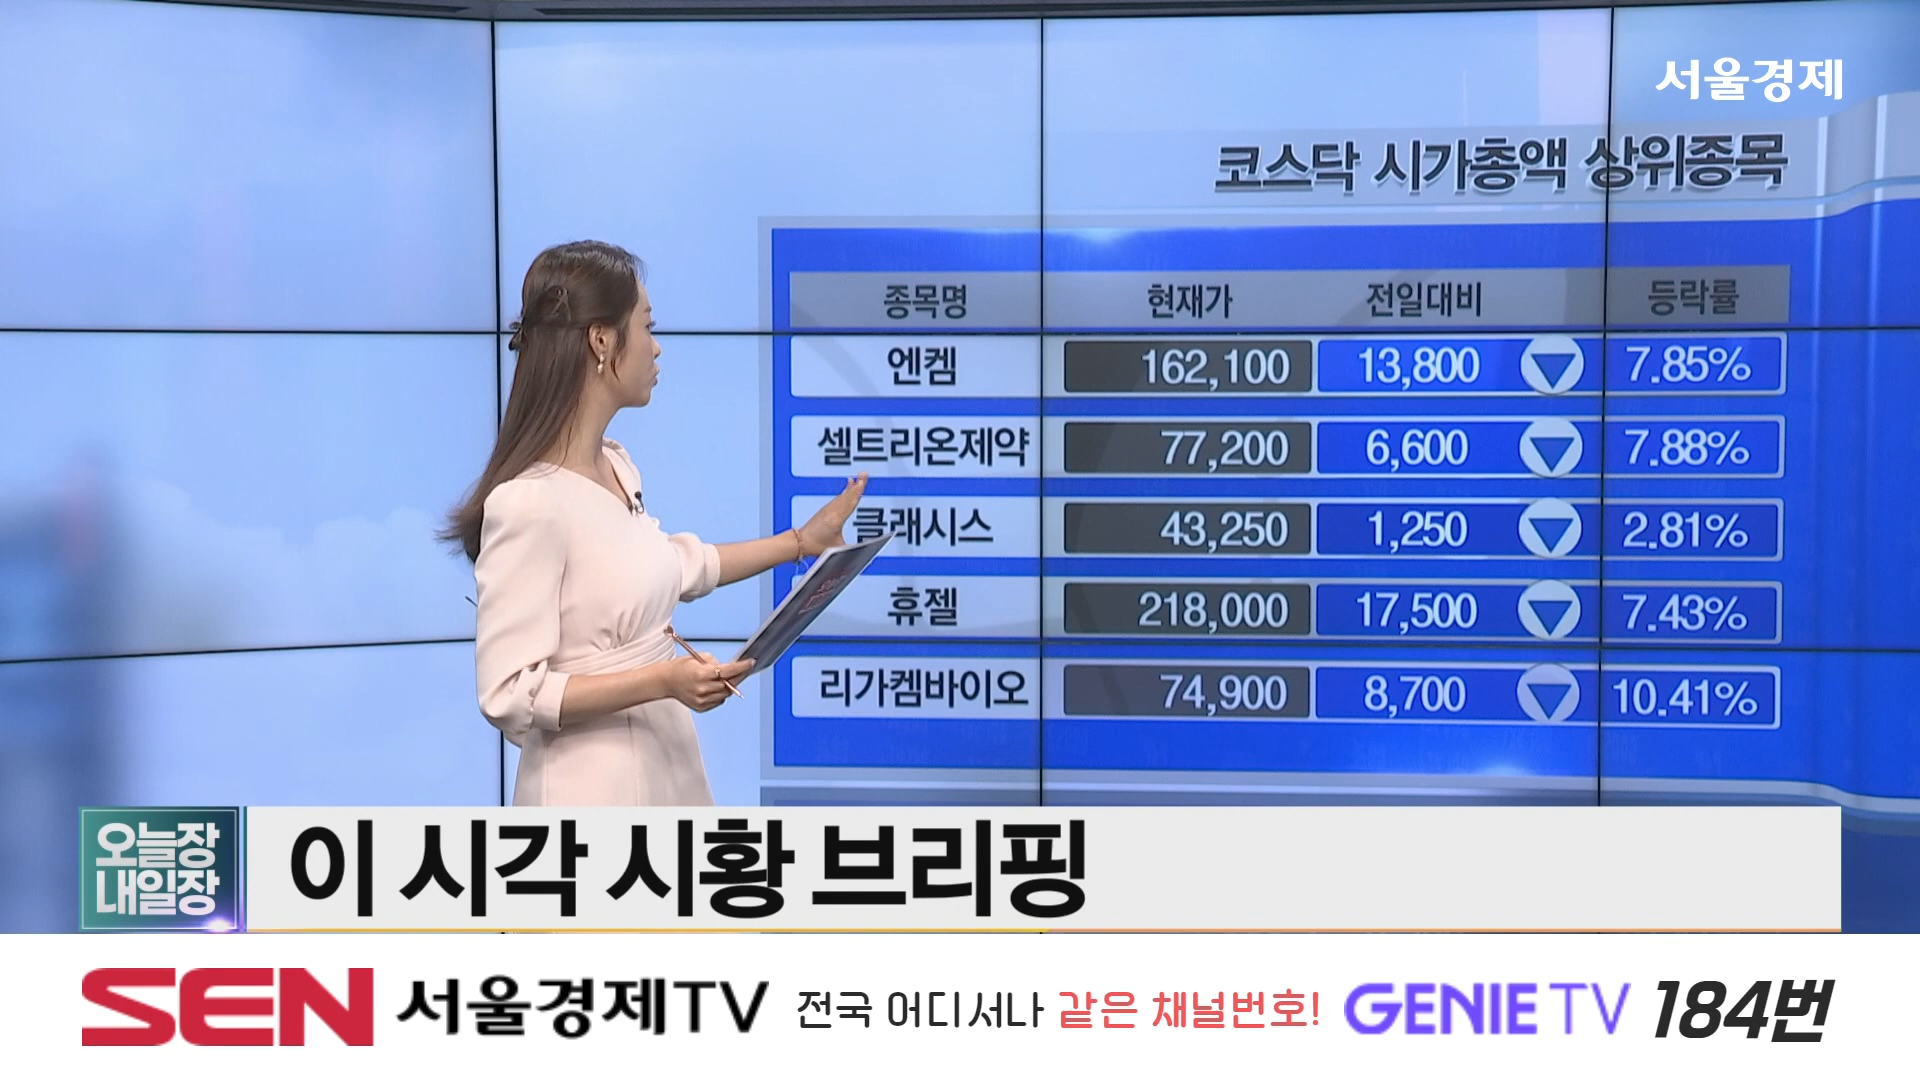 서울경제
코스닥 시가총액 상위종목
종목명 현재가 전일대비 등락률
엔켐 162,100 13,800 ▼ 7.85%
셀트리온제약 77,200 6,600 ▼ 7.88%
클래시스 43,250 1,250 ▼ 2.81%
휴젤 218,000 17,500 ▼ 7.43%
리가켐바이오 74,900 8,700 ▼ 10.41%
오늘장
내일장
이 시각 시황 브리핑
SEN 서울경제TV 전국 어디서나 같은 채널번호! GENIE TV 184번